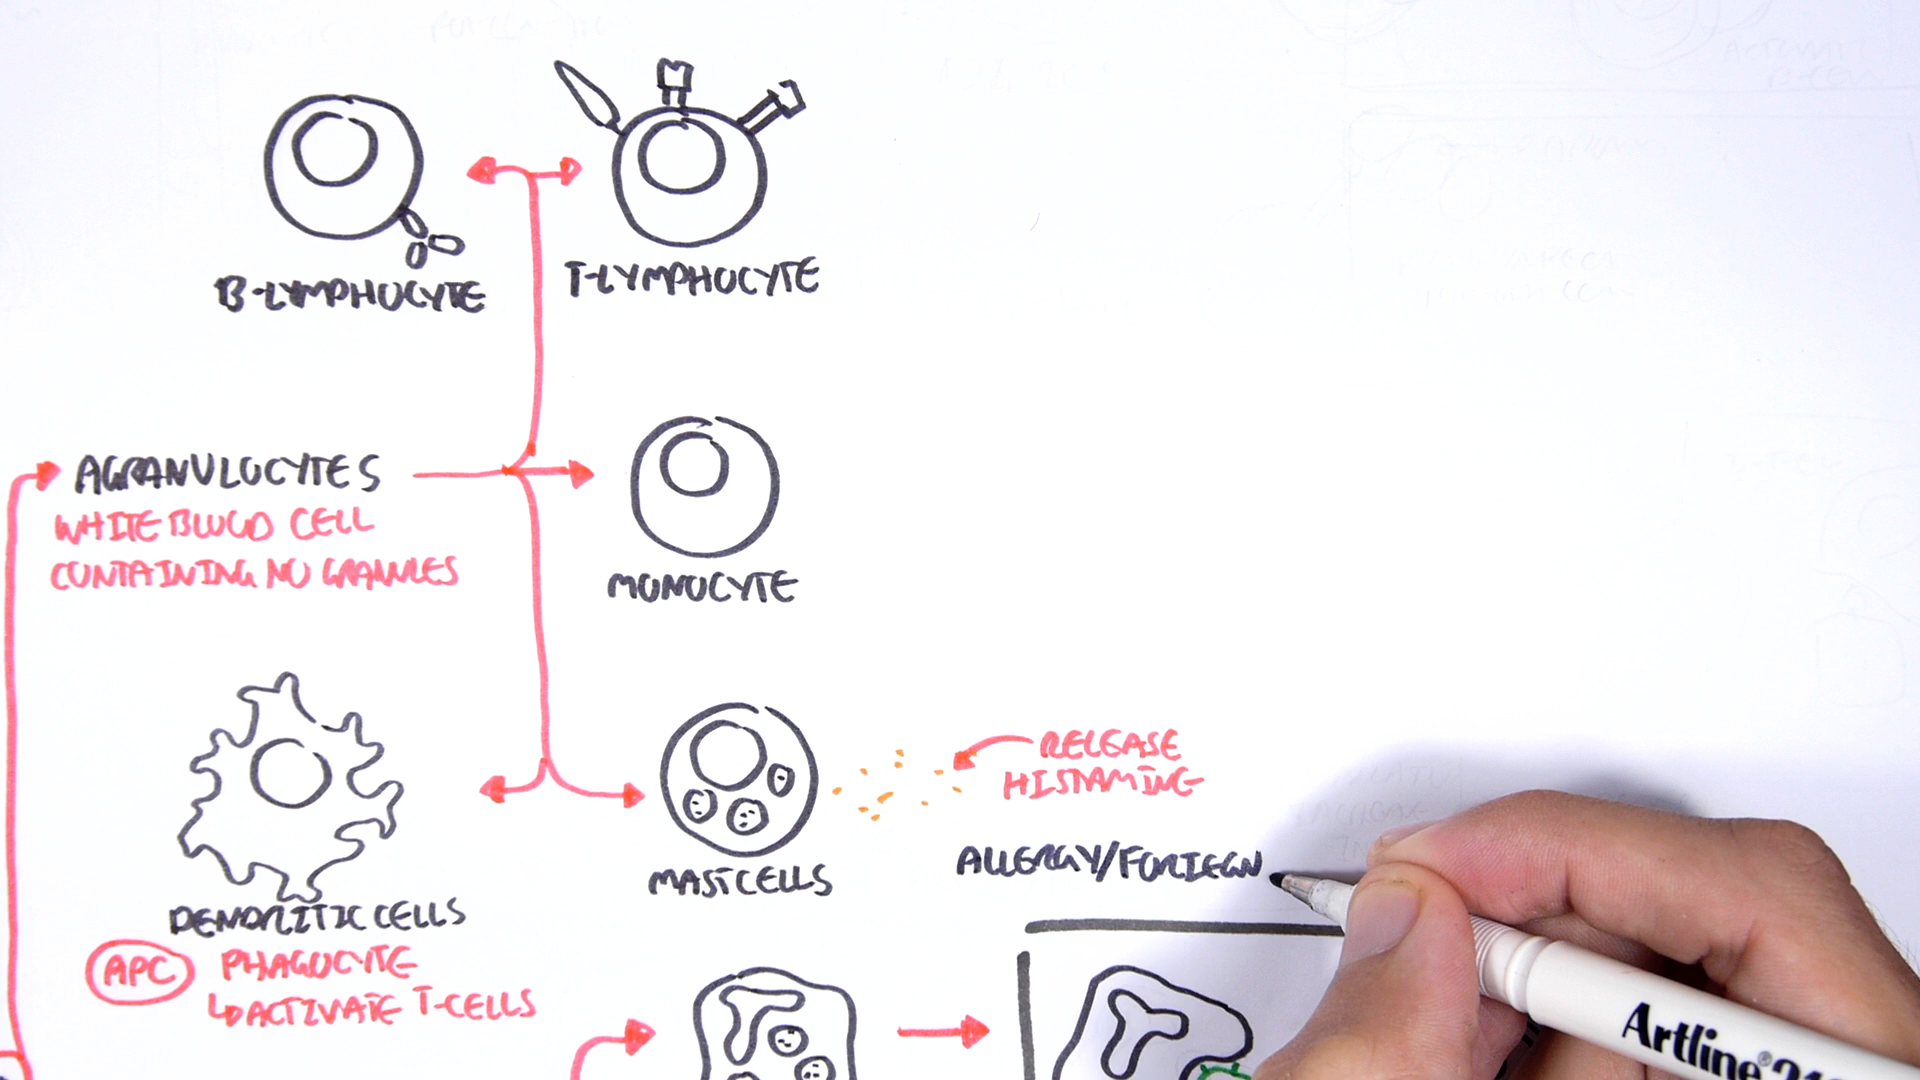 B-LYMPHOCYTE
T-LYMPHOCYTE
AGRANULOCYTES
WHITE BLOOD CELL
CONTAINING NO GRANULES
MONOCYTE
RELEASE
HISTAMINE
MAST CELLS
ALLERGY/FORIEGN
DENDRITIC CELLS
APC
PHAGOCYTE
↳ ACTIVATE T-CELLS
Artline